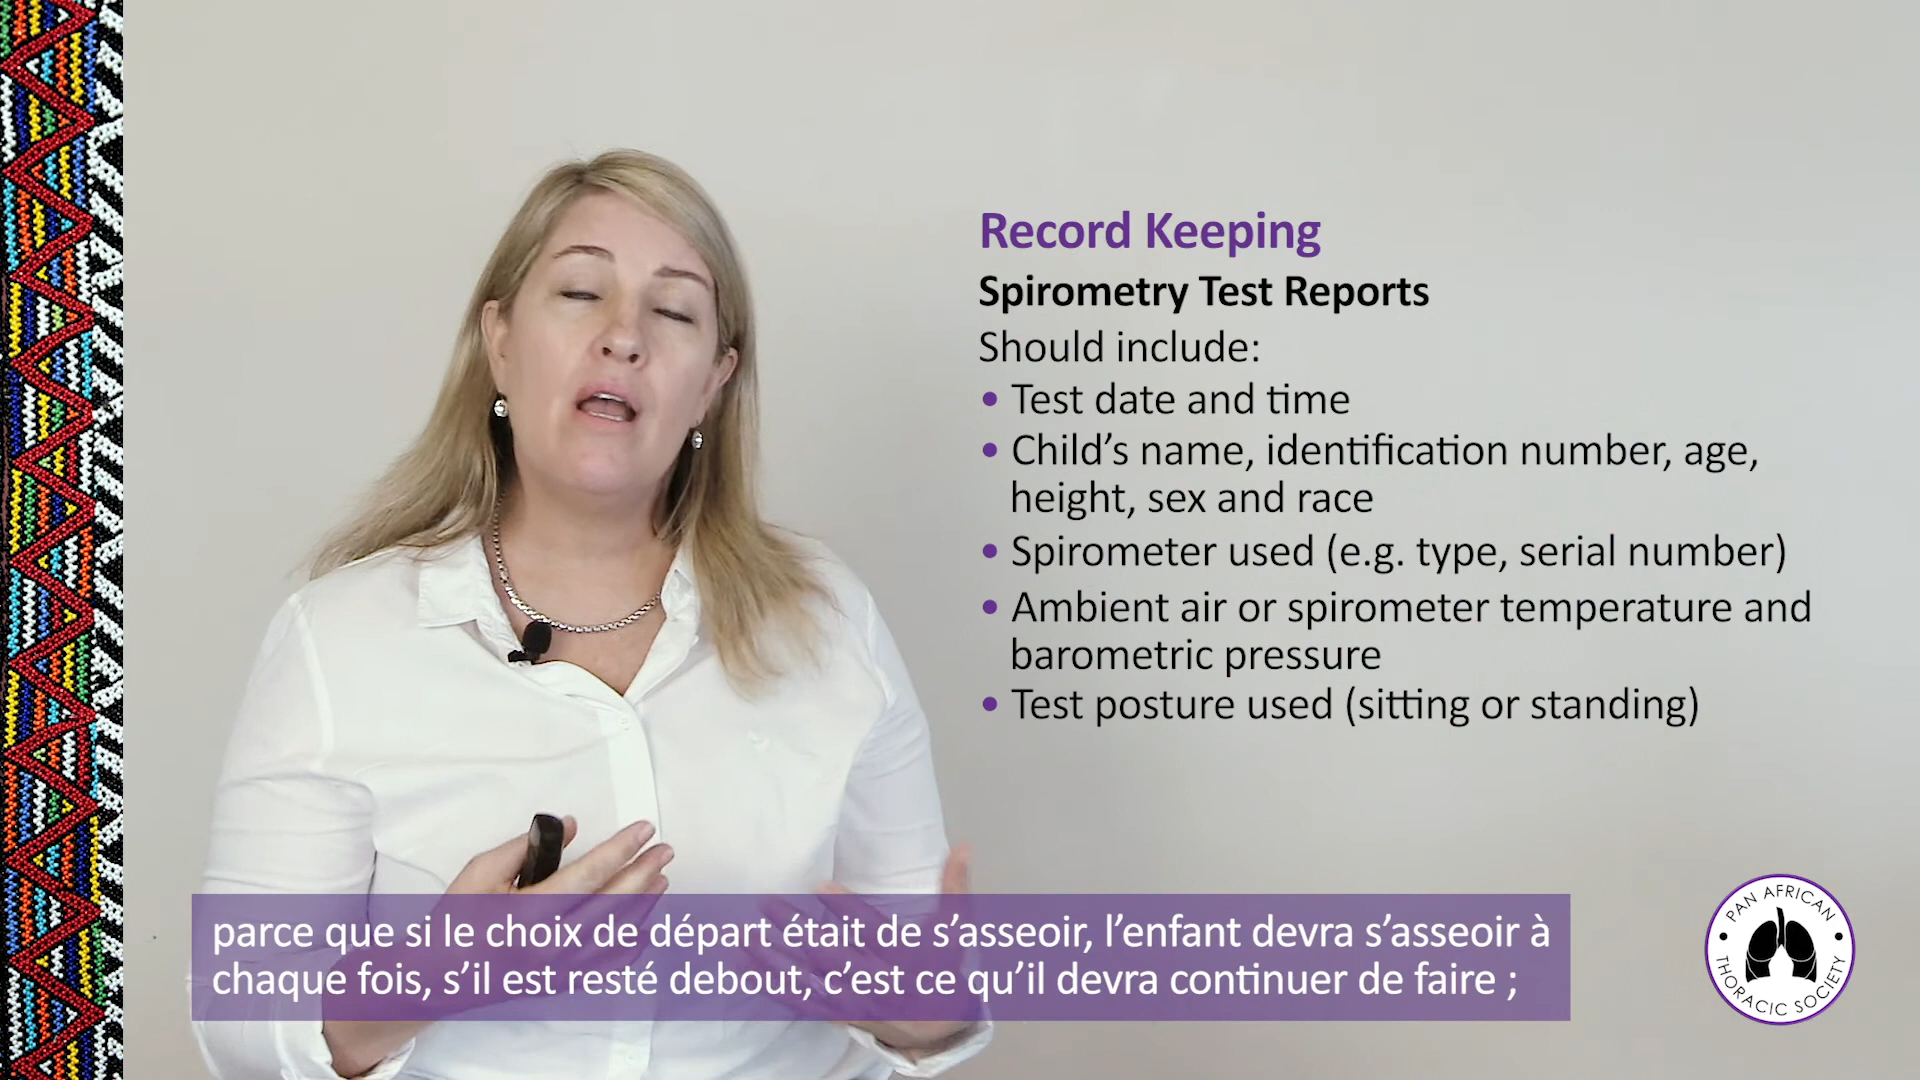 Record Keeping
Spirometry Test Reports
Should include:
• Test date and time
• Child’s name, identification number, age,
height, sex and race
• Spirometer used (e.g. type, serial number)
• Ambient air or spirometer temperature and
barometric pressure
• Test posture used (sitting or standing)
parce que si le choix de départ était de s’asseoir, l’enfant devra s’asseoir à
chaque fois, s’il est resté debout, c’est ce qu’il devra continuer de faire ;
PAN AFRICAN
THORACIC SOCIETY